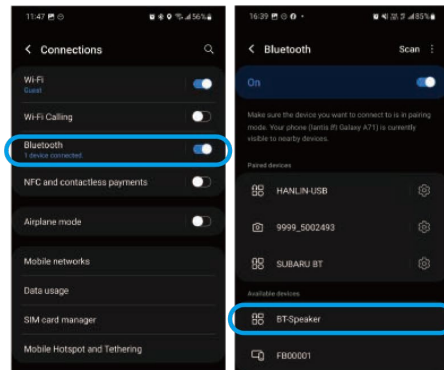 11:47
56%
Connections
Wi-Fi
Guest
Wi-Fi Calling
Bluetooth
1 device connected.
NFC and contactless payments
Airplane mode
Mobile networks
Data usage
SIM card manager
Mobile Hotspot and Tethering
16:39
85%
Bluetooth
Scan
On
Make sure the device you want to connect to is in pairing
mode. Your phone (lantis の Galaxy A71) is currently
visible to nearby devices.
Paired devices
HANLIN-USB
9999_5002493
SUBARU BT
Available devices
BT-Speaker
FB00001